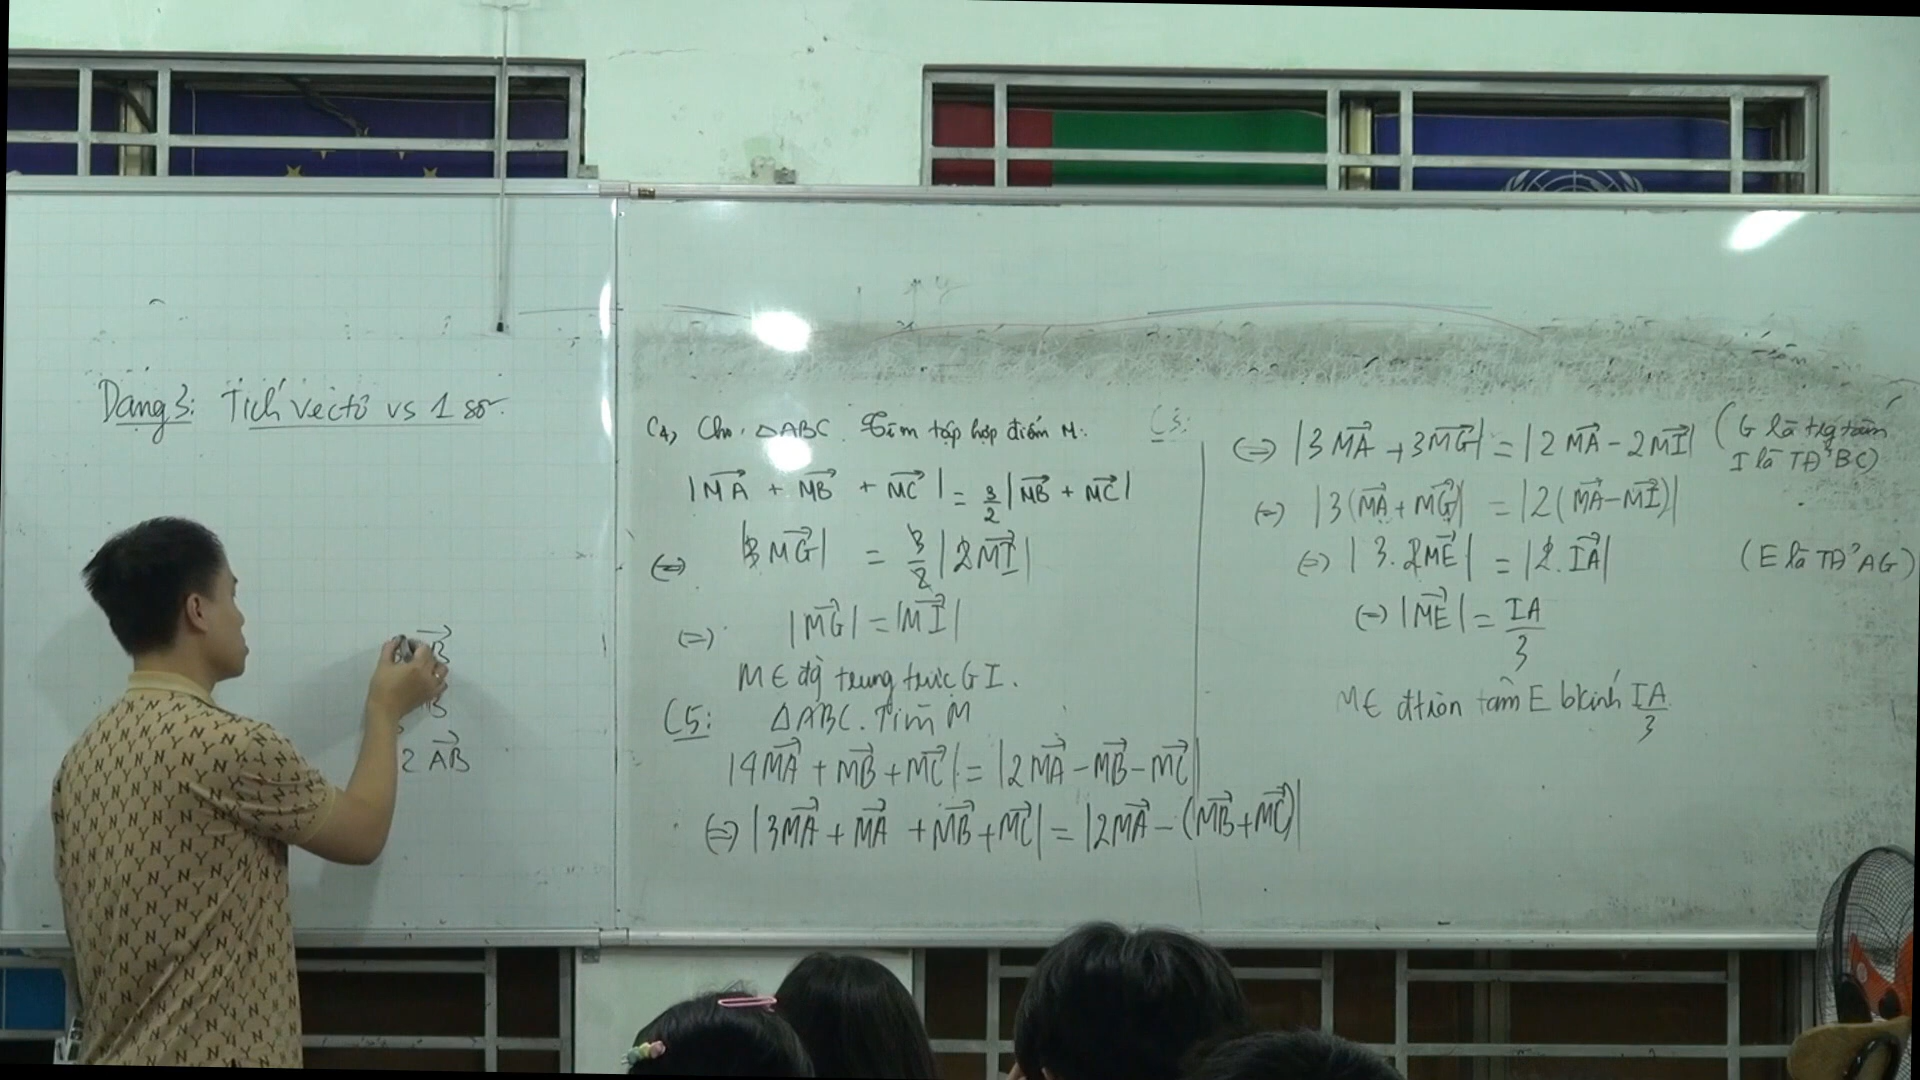 Dạng 3: Tích vectơ vs 1 số
2 AB→
C4, Cho ΔABC. Tìm tập hợp điểm M:
|MA→ + MB→ + MC→| = 3/2 |MB→ + MC→|
⇔ |3MG→| = 3/2 |2MI→|
⇔ |MG→| = |MI→|
M∈ đg trung trực GI.
C5: ΔABC. Tìm M
|4MA→ + MB→ + MC→| = |2MA→ - MB→ - MC→|
⇔ |3MA→ + MA→ + MB→ + MC→| = |2MA→ - (MB→ + MC→)|
C3:
⇔ |3MA→ + 3MG→| = |2MA→ - 2MI→| (G là trg tâm
I là TĐ' BC)
⇔ |3(MA→ + MG→)| = |2(MA→ - MI→)|
⇔ |3.2ME→| = |2.IA→| (E là TĐ' AG)
⇔ |ME→| = IA/3
M∈ đtròn tâm E bkính IA/3